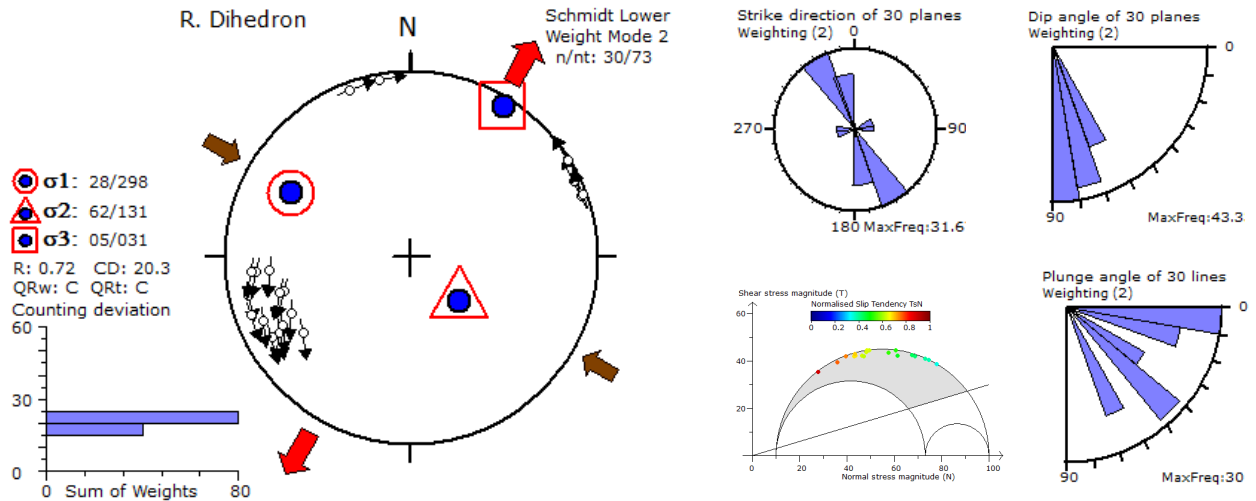 R. Dihedron
N
Schmidt Lower
Weight Mode 2
n/nt: 30/73
σ1: 28/298
σ2: 62/131
σ3: 05/031
R: 0.72 CD: 20.3
QRw: C QRt: C
Counting deviation
60
30
0
0 Sum of Weights 80
Strike direction of 30 planes
Weighting (2)
0
270
90
180 MaxFreq:31.6
Dip angle of 30 planes
Weighting (2)
0
90
MaxFreq:43.3
Shear stress magnitude (T)
Normalised Slip Tendency TsN
0 0.2 0.4 0.6 0.8 1
60
40
20
0 20 40 60 80 100
Normal stress magnitude (N)
Plunge angle of 30 lines
Weighting (2)
0
90
MaxFreq:30